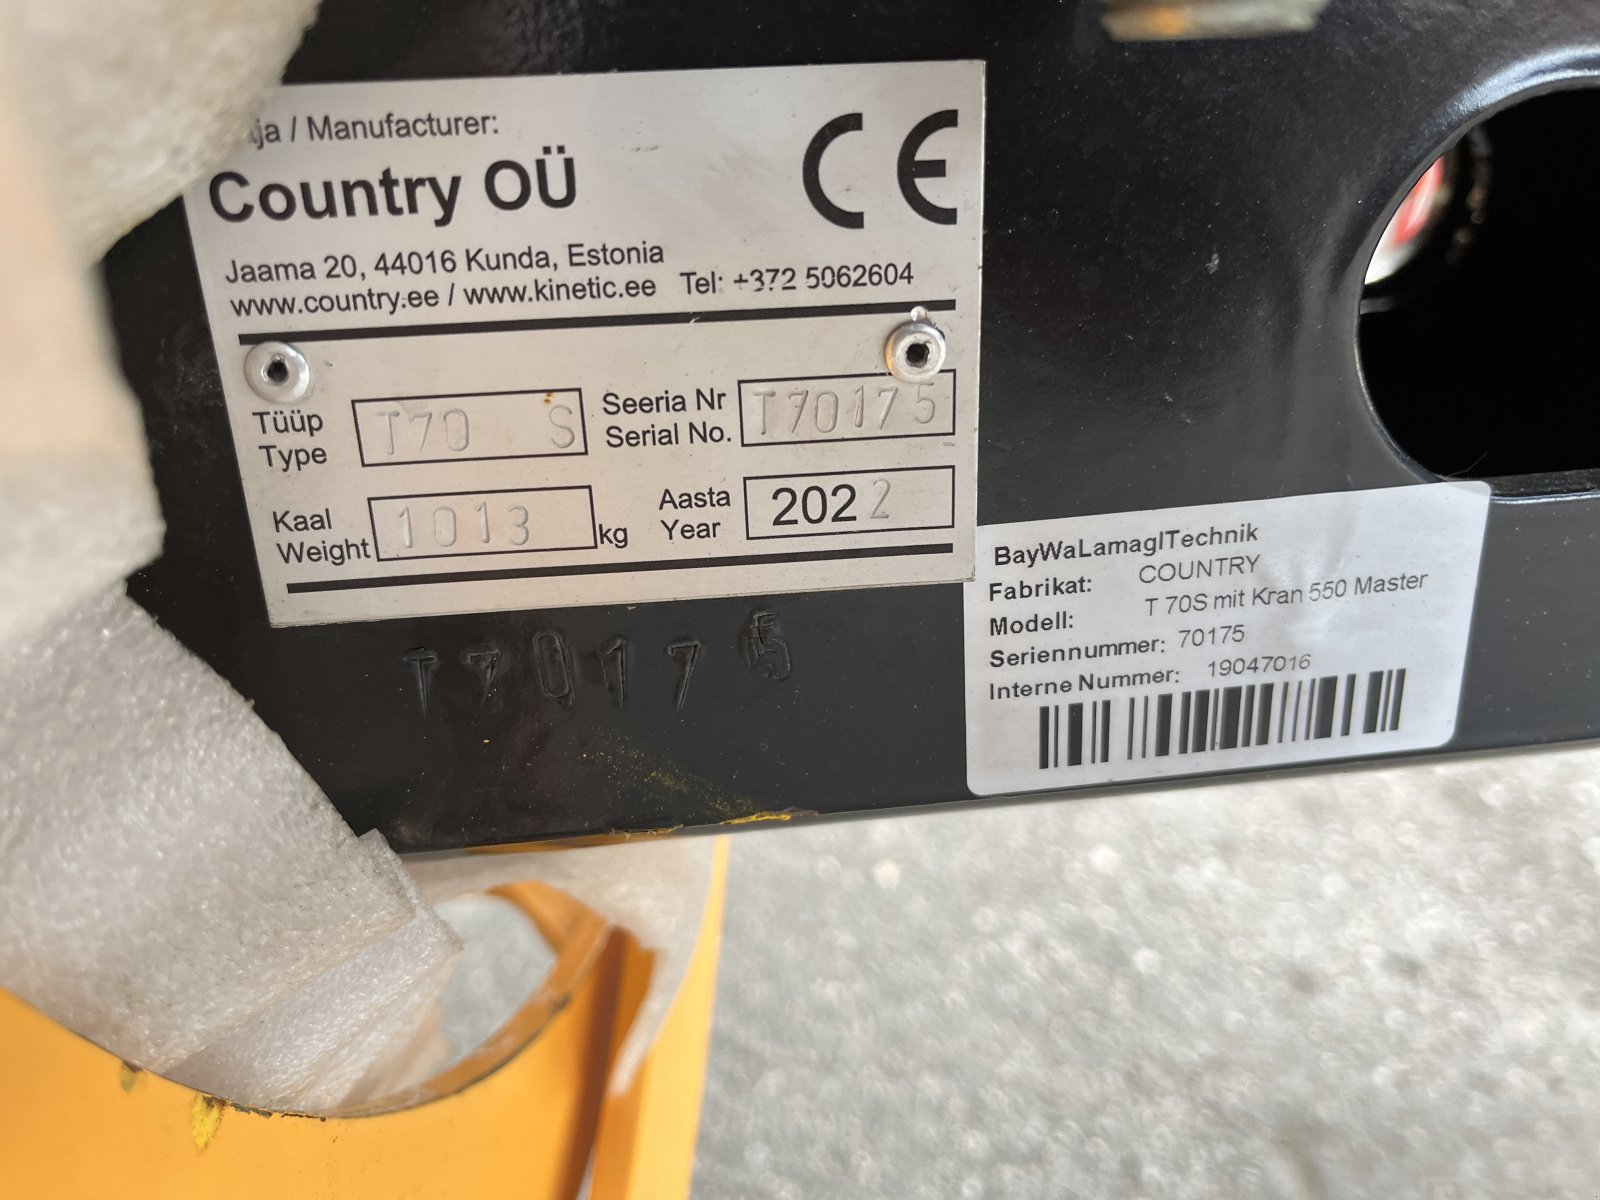 ja / Manufacturer:
Country OÜ
CE
Jaama 20, 44016 Kunda, Estonia
www.country.ee / www.kinetic.ee Tel: +372 5062604
Tüüp
Type
T70 S
Seeria Nr
Serial No.
T70175
Kaal
Weight
1013
kg
Aasta
Year
2022
T70175
BayWaLamaglTechnik
Fabrikat: COUNTRY
Modell: T 70S mit Kran 550 Master
Seriennummer: 70175
Interne Nummer: 19047016